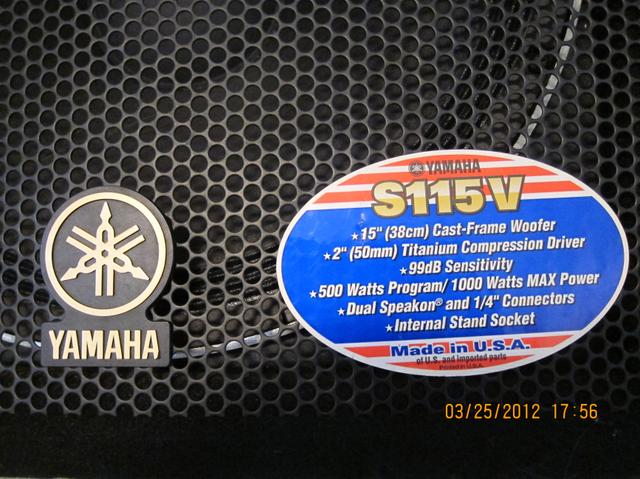 YAMAHA
YAMAHA
S115V
★15" (38cm) Cast-Frame Woofer
★2" (50mm) Titanium Compression Driver
★99dB Sensitivity
★500 Watts Program/ 1000 Watts MAX Power
★Dual Speakon® and 1/4" Connectors
★Internal Stand Socket
Made in U.S.A.
of U.S. and imported parts
Printed in U.S.A.
03/25/2012 17:56